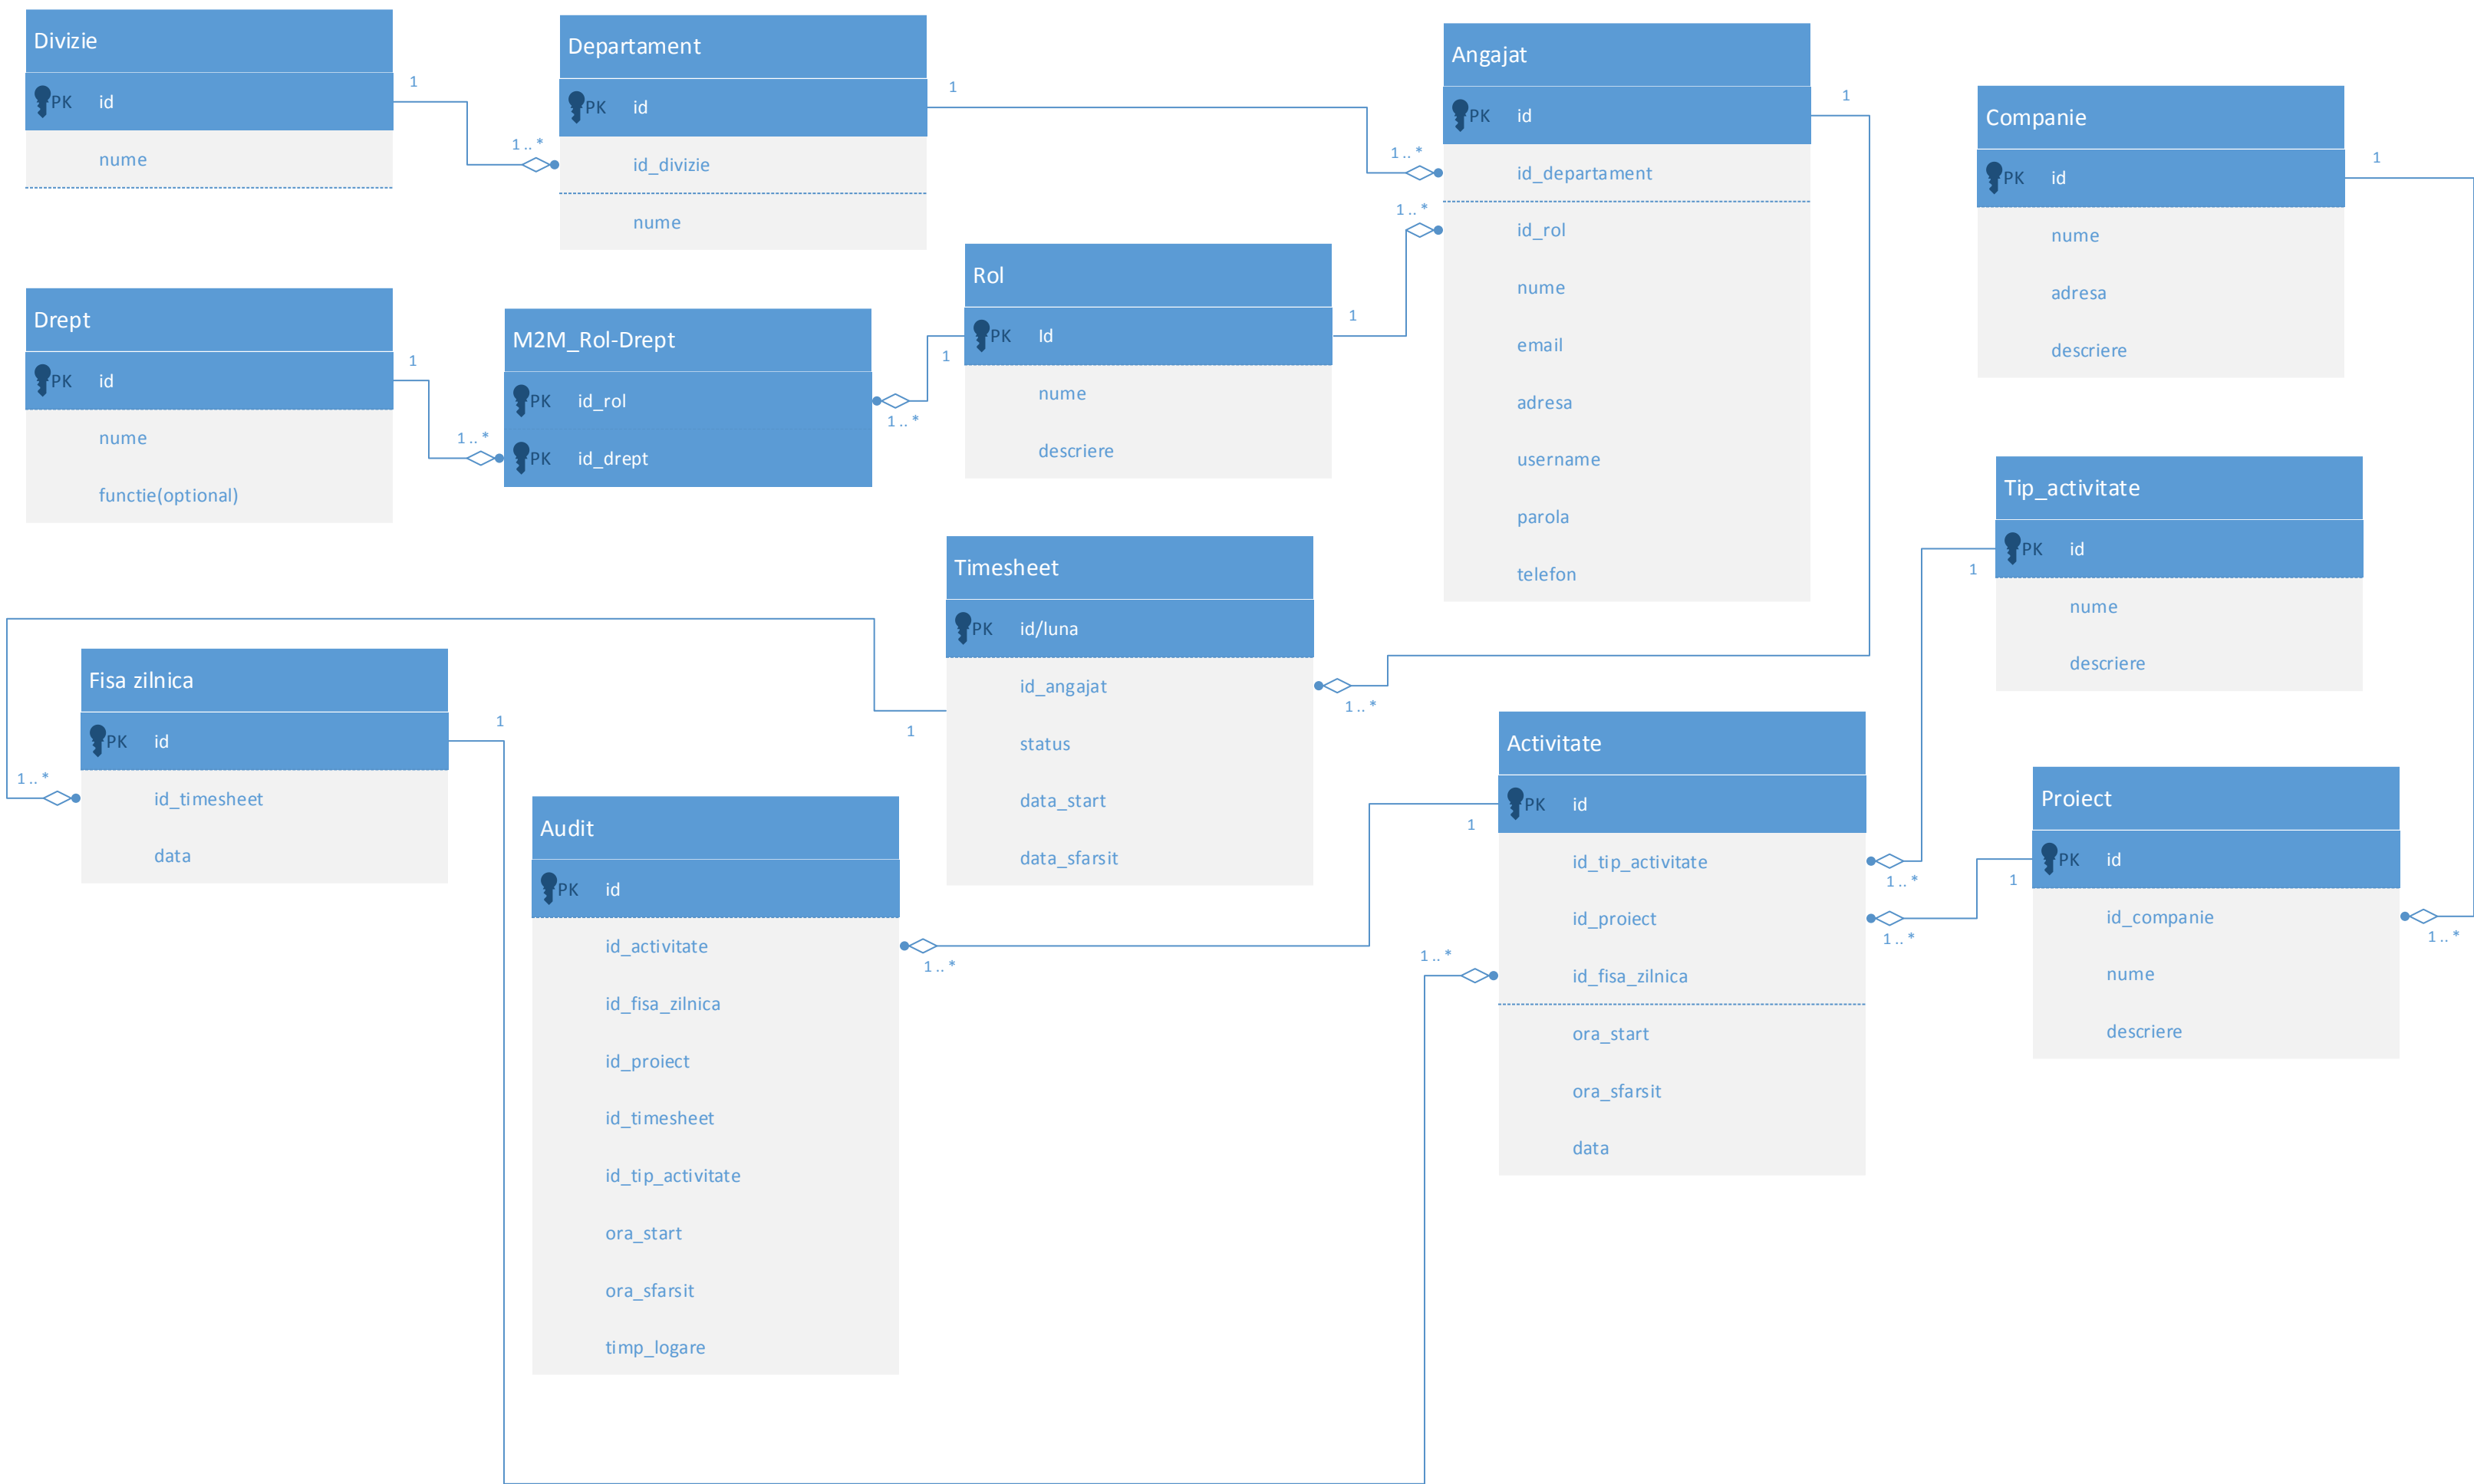 Divizie
PK id
nume
1
1 .. *
Departament
PK id
id_divizie
nume
1
1 .. *
Angajat
PK id
id_departament
id_rol
nume
email
adresa
username
parola
telefon
1
1 .. *
Companie
PK id
nume
adresa
descriere
1
Drept
PK id
nume
functie(optional)
1
1 .. *
M2M_Rol-Drept
PK id_rol
PK id_drept
1 .. *
1
Rol
PK Id
nume
descriere
1
Tip_activitate
PK id
nume
descriere
1
Timesheet
PK id/luna
id_angajat
status
data_start
data_sfarsit
1
1 .. *
Fisa zilnica
PK id
id_timesheet
data
1
1 .. *
Audit
PK id
id_activitate
id_fisa_zilnica
id_proiect
id_timesheet
id_tip_activitate
ora_start
ora_sfarsit
timp_logare
1 .. *
Activitate
PK id
id_tip_activitate
id_proiect
id_fisa_zilnica
ora_start
ora_sfarsit
data
1
1 .. *
1 .. *
1 .. *
Proiect
PK id
id_companie
nume
descriere
1
1 .. *